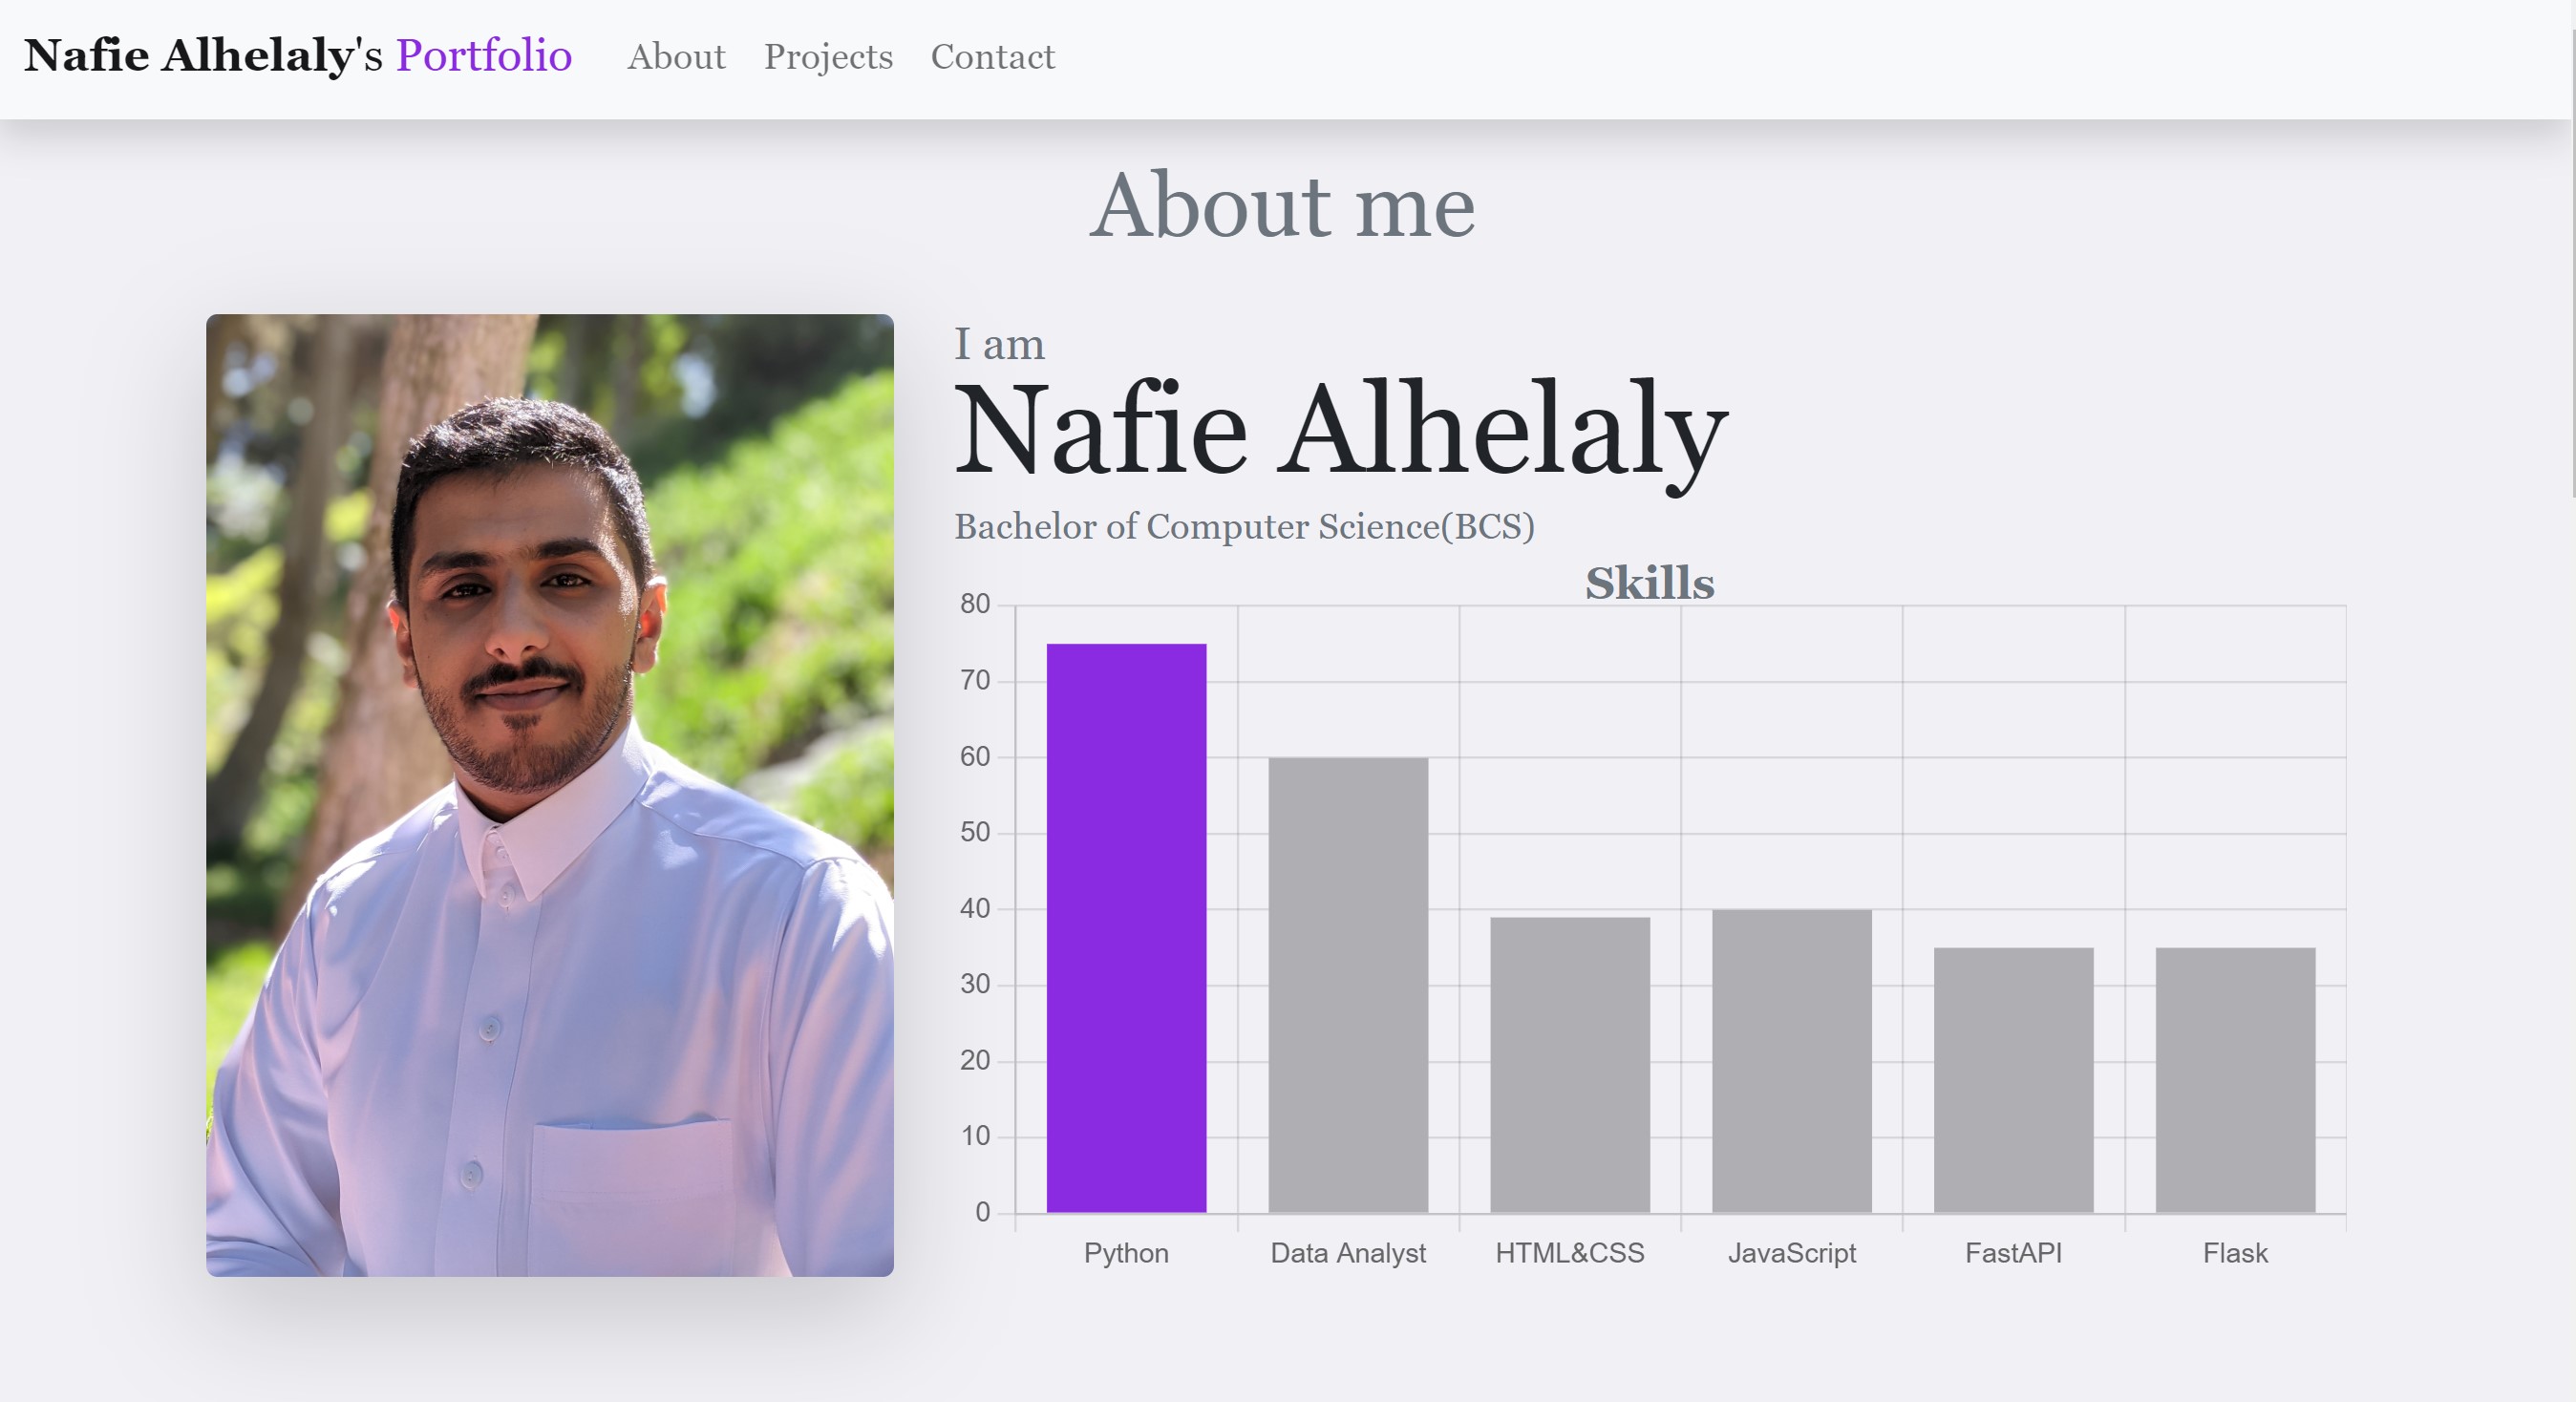 Nafie Alhelaly's Portfolio About Projects Contact
About me
I am
Nafie Alhelaly
Bachelor of Computer Science(BCS)
Skills
80
70
60
50
40
30
20
10
0
Python Data Analyst HTML&CSS JavaScript FastAPI Flask